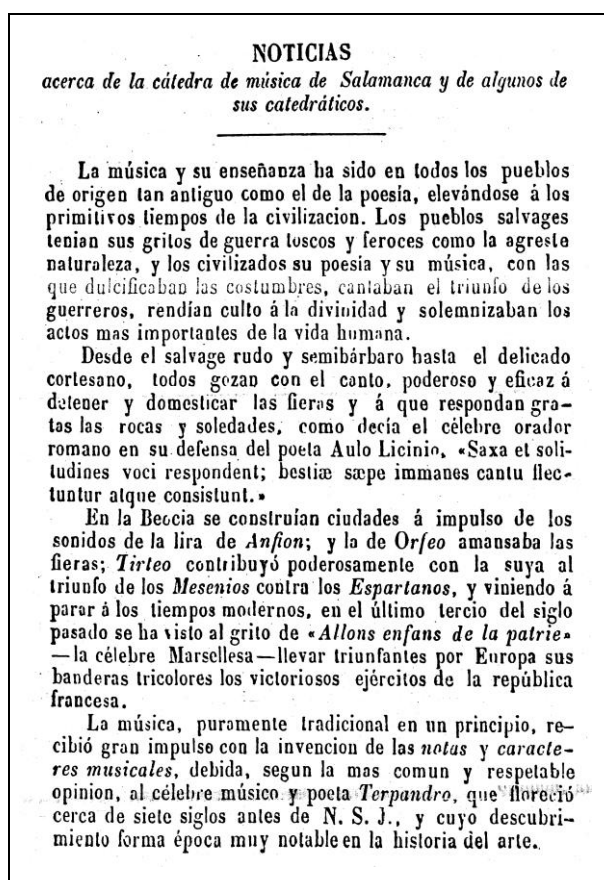 NOTICIAS
acerca de la cátedra de música de Salamanca y de algunos de
sus catedráticos.
La música y su enseñanza ha sido en todos los pueblos
de origen tan antiguo como el de la poesía, elevándose á los
primitivos tiempos de la civilizacion. Los pueblos salvages
tenian sus gritos de guerra toscos y feroces como la agreste
naturaleza, y los civilizados su poesía y su música, con las
que dulcificaban las costumbres, cantaban el triunfo de los
guerreros, rendían culto á la divinidad y solemnizaban los
actos mas importantes de la vida humana.
Desde el salvage rudo y semibárbaro hasta el delicado
cortesano, todos gozan con el canto, poderoso y eficaz á
detener y domesticar las fieras y á que respondan gra-
tas las rocas y soledades, como decía el célebre orador
romano en su defensa del poeta Aulo Licinio, «Saxa et soli-
tudines voci respondent; bestiæ sæpe immanes cantu flec-
tuntur atque consistunt.»
En la Beocia se construían ciudades á impulso de los
sonidos de la lira de Anfion; y la de Orfeo amansaba las
fieras; Tirteo contribuyó poderosamente con la suya al
triunfo de los Mesenios contra los Espartanos, y viniendo á
parar á los tiempos modernos, en el último tercio del siglo
pasado se ha visto al grito de «Allons enfans de la patrie»
—la célebre Marsellesa—llevar triunfantes por Europa sus
banderas tricolores los victoriosos ejércitos de la república
francesa.
La música, puramente tradicional en un principio, re-
cibió gran impulso con la invencion de las notas y caracte-
res musicales, debida, segun la mas comun y respetable
opinion, al célebre músico y poeta Terpandro, que floreció
cerca de siete siglos antes de N. S. J., y cuyo descubri-
miento forma época muy notable en la historia del arte.